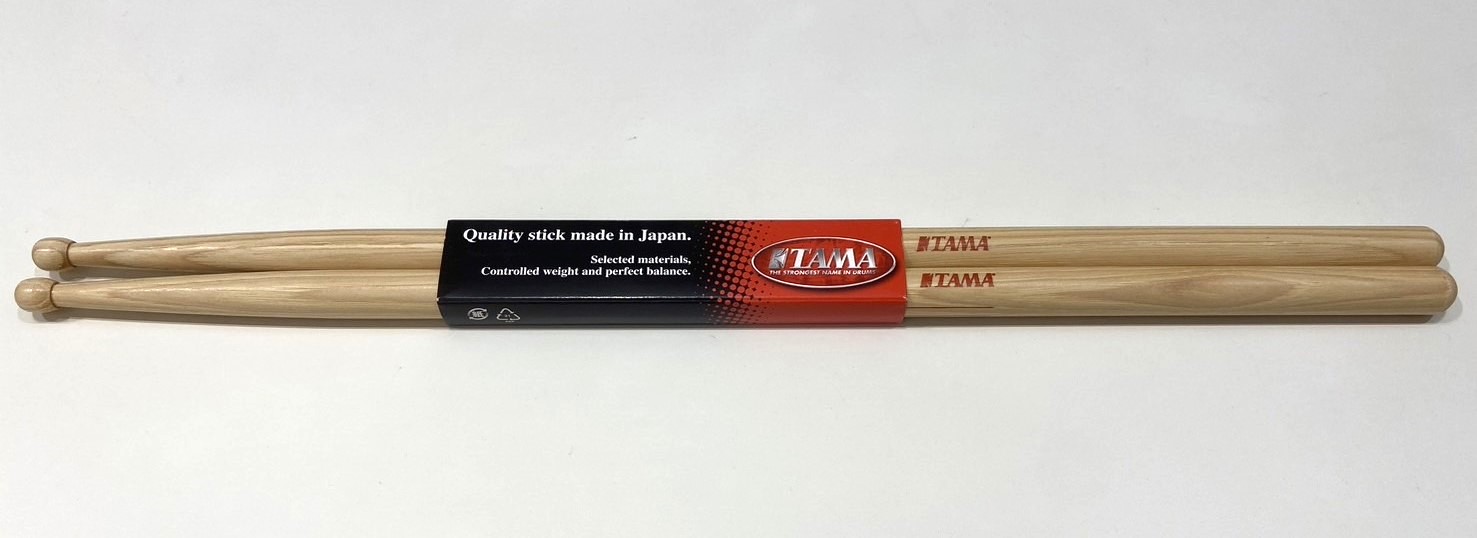 Quality stick made in Japan.
Selected materials,
Controlled weight and perfect balance.
TAMA
THE STRONGEST NAME IN DRUMS
TAMA
TAMA